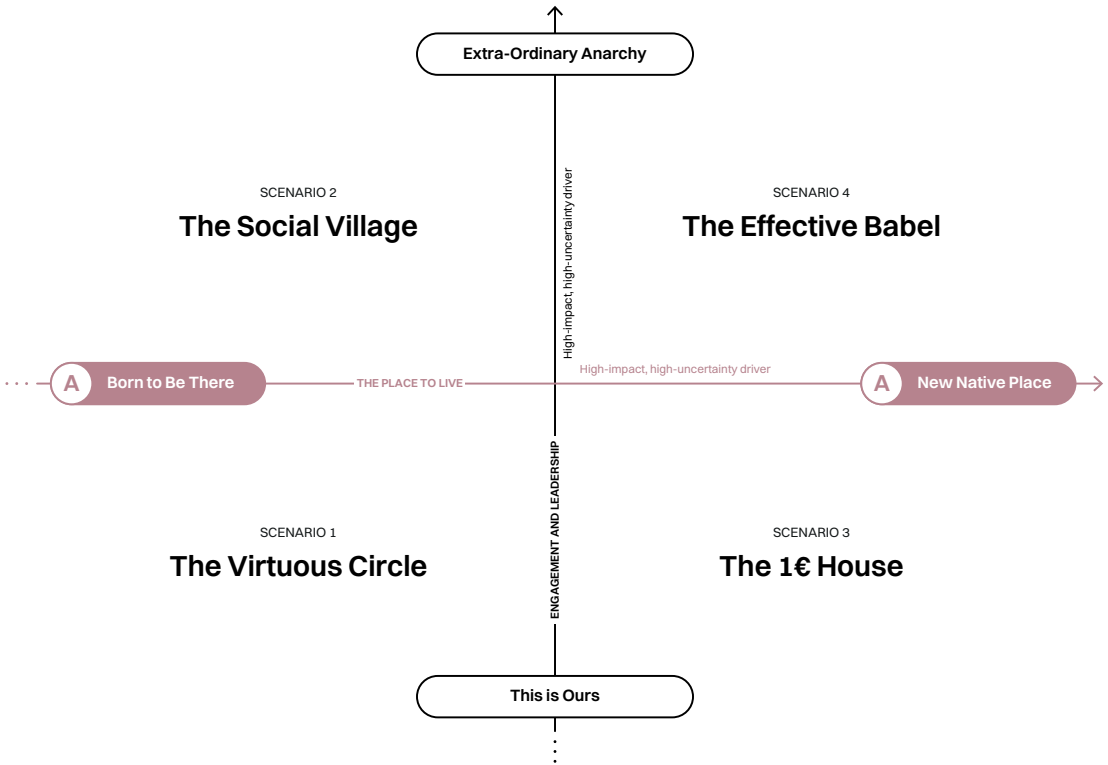 Extra-Ordinary Anarchy
SCENARIO 2
The Social Village
High-impact, high-uncertainty driver
SCENARIO 4
The Effective Babel
A
Born to Be There
THE PLACE TO LIVE
High-impact, high-uncertainty driver
A
New Native Place
ENGAGEMENT AND LEADERSHIP
SCENARIO 1
The Virtuous Circle
SCENARIO 3
The 1€ House
This is Ours